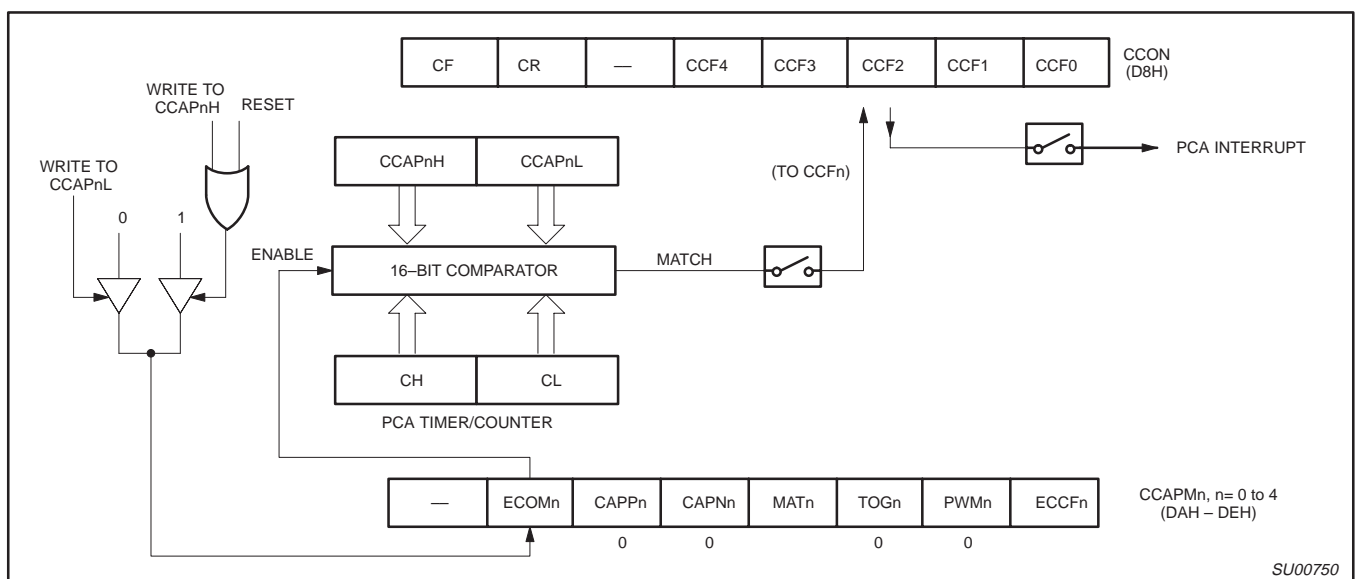 CF CR — CCF4 CCF3 CCF2 CCF1 CCF0
CCON
(D8H)
WRITE TO
CCAPnH
RESET
WRITE TO
CCAPnL
0 1
CCAPnH CCAPnL
(TO CCFn)
PCA INTERRUPT
ENABLE
16–BIT COMPARATOR
MATCH
CH CL
PCA TIMER/COUNTER
— ECOMn CAPPn CAPNn MATn TOGn PWMn ECCFn
CCAPMn, n= 0 to 4
(DAH – DEH)
0 0 0 0
SU00750